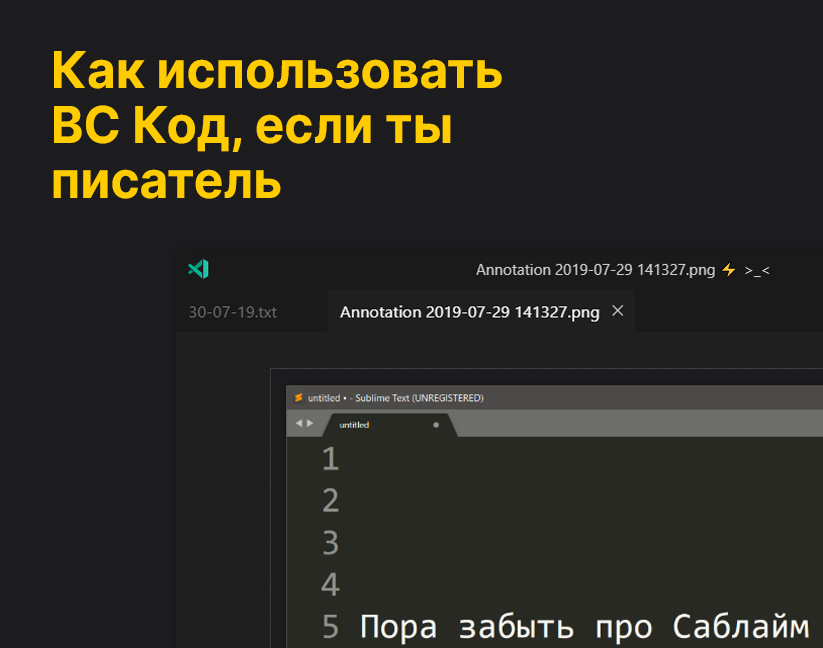 Как использовать
ВС Код, если ты
писатель
Annotation 2019-07-29 141327.png ⚡ >_<
30-07-19.txt
Annotation 2019-07-29 141327.png ×
untitled • - Sublime Text (UNREGISTERED)
untitled
1
2
3
4
5 Пора забыть про Саблайм